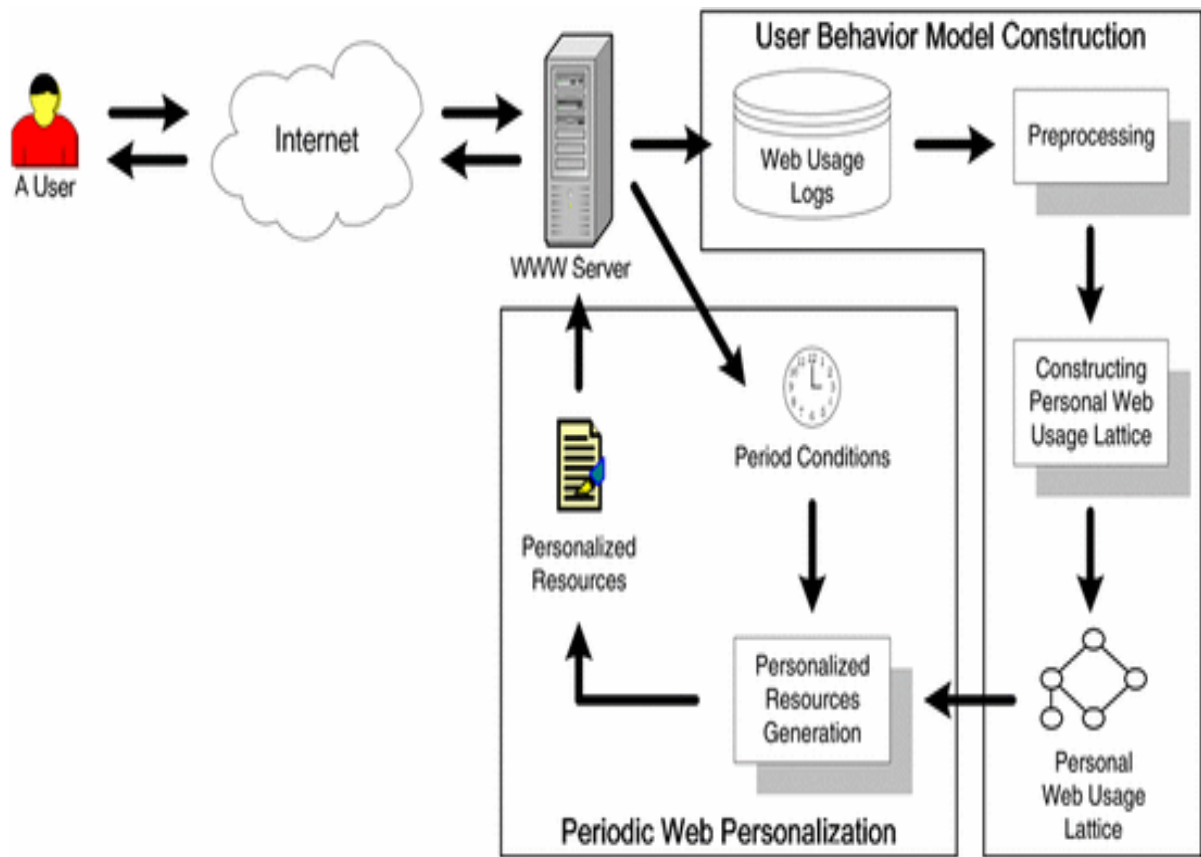 User Behavior Model Construction
A User
Internet
WWW Server
Web Usage
Logs
Preprocessing
Constructing
Personal Web
Usage Lattice
Personal
Web Usage
Lattice
Period Conditions
Personalized
Resources
Generation
Personalized
Resources
Periodic Web Personalization